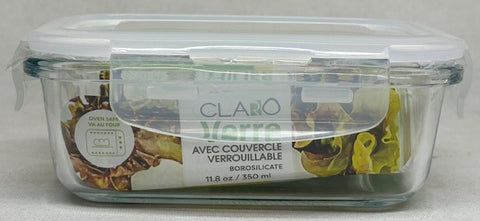 CLARO
Verre
OVEN SAFE
VA AU FOUR
AVEC COUVERCLE
VERROUILLABLE
BOROSILICATE
11.8 oz / 350 ml